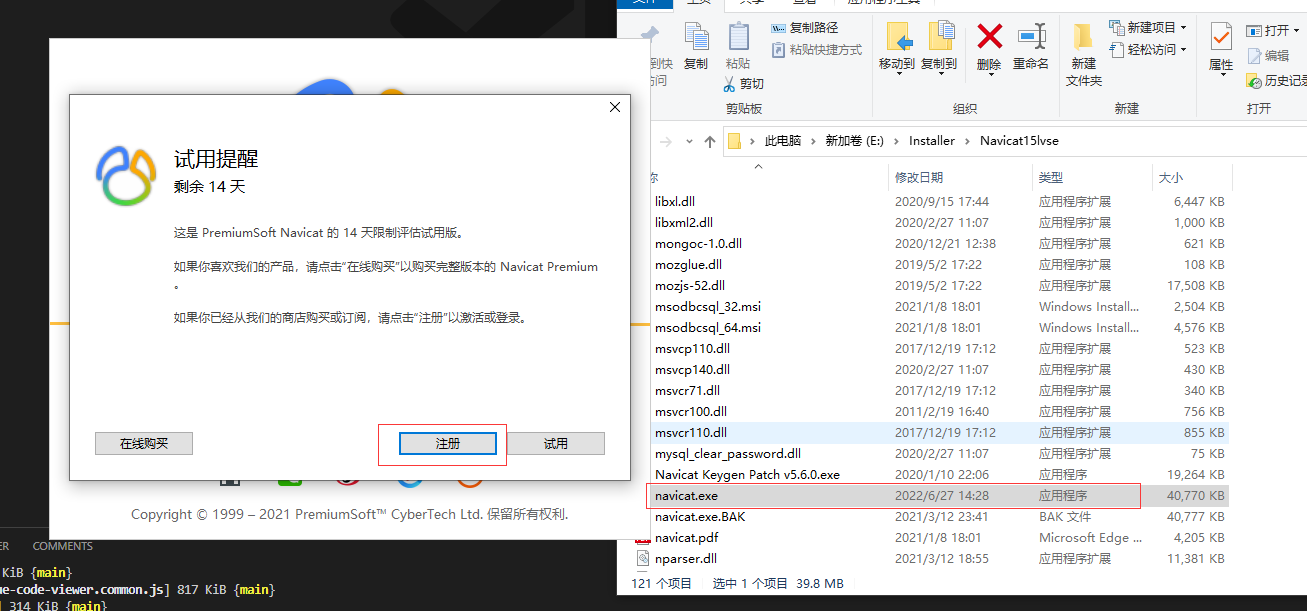 试用提醒
剩余 14 天
这是 PremiumSoft Navicat 的 14 天限制评估试用版。
如果你喜欢我们的产品，请点击“在线购买”以购买完整版本的 Navicat Premium
。
如果你已经从我们的商店购买或订阅，请点击“注册”以激活或登录。
在线购买 注册 试用
Copyright © 1999 – 2021 PremiumSoft™ CyberTech Ltd. 保留所有权利.
COMMENTS
KiB {main}
e-code-viewer.common.js] 817 KiB {main}
314 KiB {main}
复制
粘贴
复制路径
粘贴快捷方式
剪切
剪贴板
移动到 复制到 删除 重命名
组织
新建
文件夹
新建项目
轻松访问
新建
属性
打开
编辑
历史记录
打开
此电脑 新加卷 (E:) Installer Navicat15lvse
修改日期 类型 大小
libxl.dll 2020/9/15 17:44 应用程序扩展 6,447 KB
libxml2.dll 2020/2/27 11:07 应用程序扩展 1,000 KB
mongoc-1.0.dll 2020/12/21 12:38 应用程序扩展 621 KB
mozglue.dll 2019/5/2 17:22 应用程序扩展 108 KB
mozjs-52.dll 2019/5/2 17:22 应用程序扩展 17,508 KB
msodbcsql_32.msi 2021/1/8 18:01 Windows Install... 2,504 KB
msodbcsql_64.msi 2021/1/8 18:01 Windows Install... 4,576 KB
msvcp110.dll 2017/12/19 17:12 应用程序扩展 523 KB
msvcp140.dll 2020/2/27 11:07 应用程序扩展 430 KB
msvcr71.dll 2017/12/19 17:12 应用程序扩展 340 KB
msvcr100.dll 2011/2/19 16:40 应用程序扩展 756 KB
msvcr110.dll 2017/12/19 17:12 应用程序扩展 855 KB
mysql_clear_password.dll 2020/2/27 11:07 应用程序扩展 75 KB
Navicat Keygen Patch v5.6.0.exe 2020/1/10 22:06 应用程序 19,264 KB
navicat.exe 2022/6/27 14:28 应用程序 40,770 KB
navicat.exe.BAK 2021/3/12 23:41 BAK 文件 40,777 KB
navicat.pdf 2021/1/8 18:01 Microsoft Edge ... 4,205 KB
nparser.dll 2021/3/12 18:55 应用程序扩展 11,381 KB
121 个项目 选中 1 个项目 39.8 MB